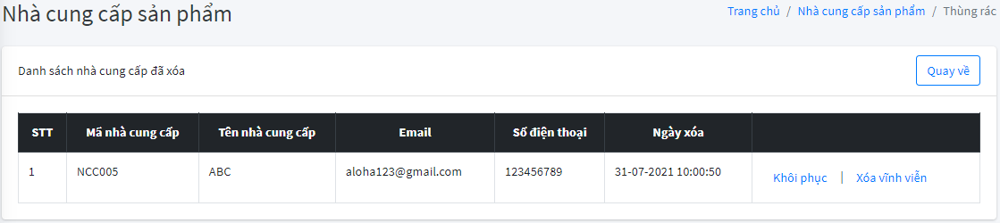 Nhà cung cấp sản phẩm
Trang chủ / Nhà cung cấp sản phẩm / Thùng rác
Danh sách nhà cung cấp đã xóa
Quay về
STT Mã nhà cung cấp Tên nhà cung cấp Email Số điện thoại Ngày xóa
1 NCC005 ABC aloha123@gmail.com 123456789 31-07-2021 10:00:50 Khôi phục | Xóa vĩnh viễn